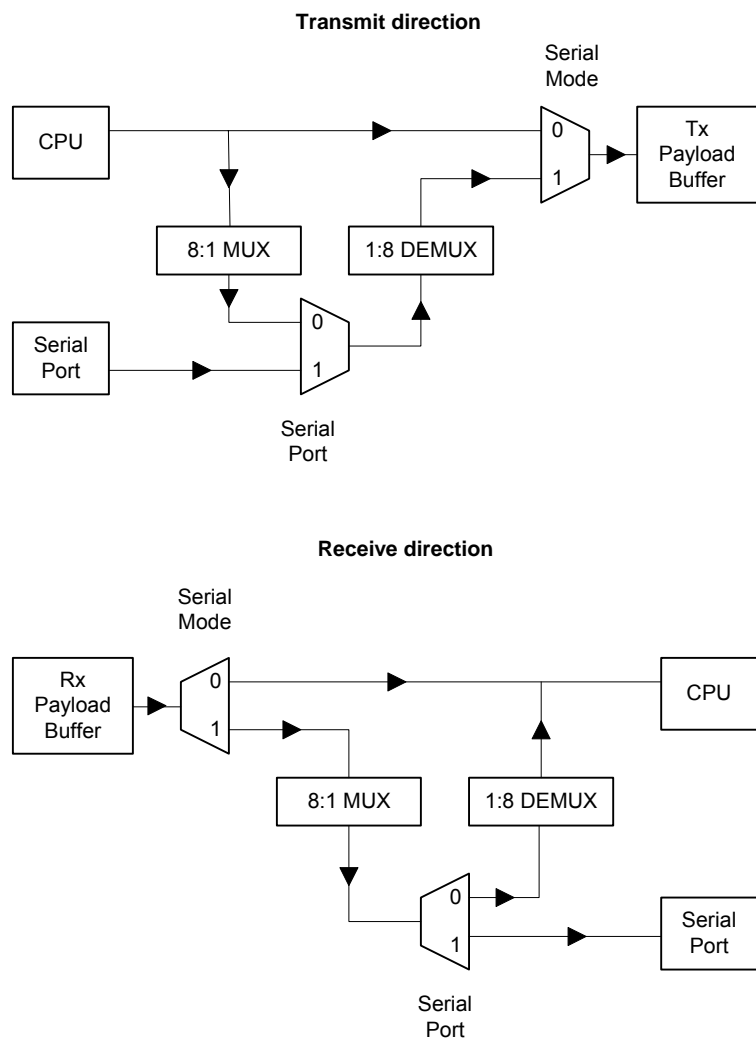 Transmit direction
Serial
Mode
CPU
0
1
Tx
Payload
Buffer
8:1 MUX
1:8 DEMUX
Serial
Port
0
1
Serial
Port
Receive direction
Serial
Mode
Rx
Payload
Buffer
0
1
CPU
8:1 MUX
1:8 DEMUX
0
1
Serial
Port
Serial
Port